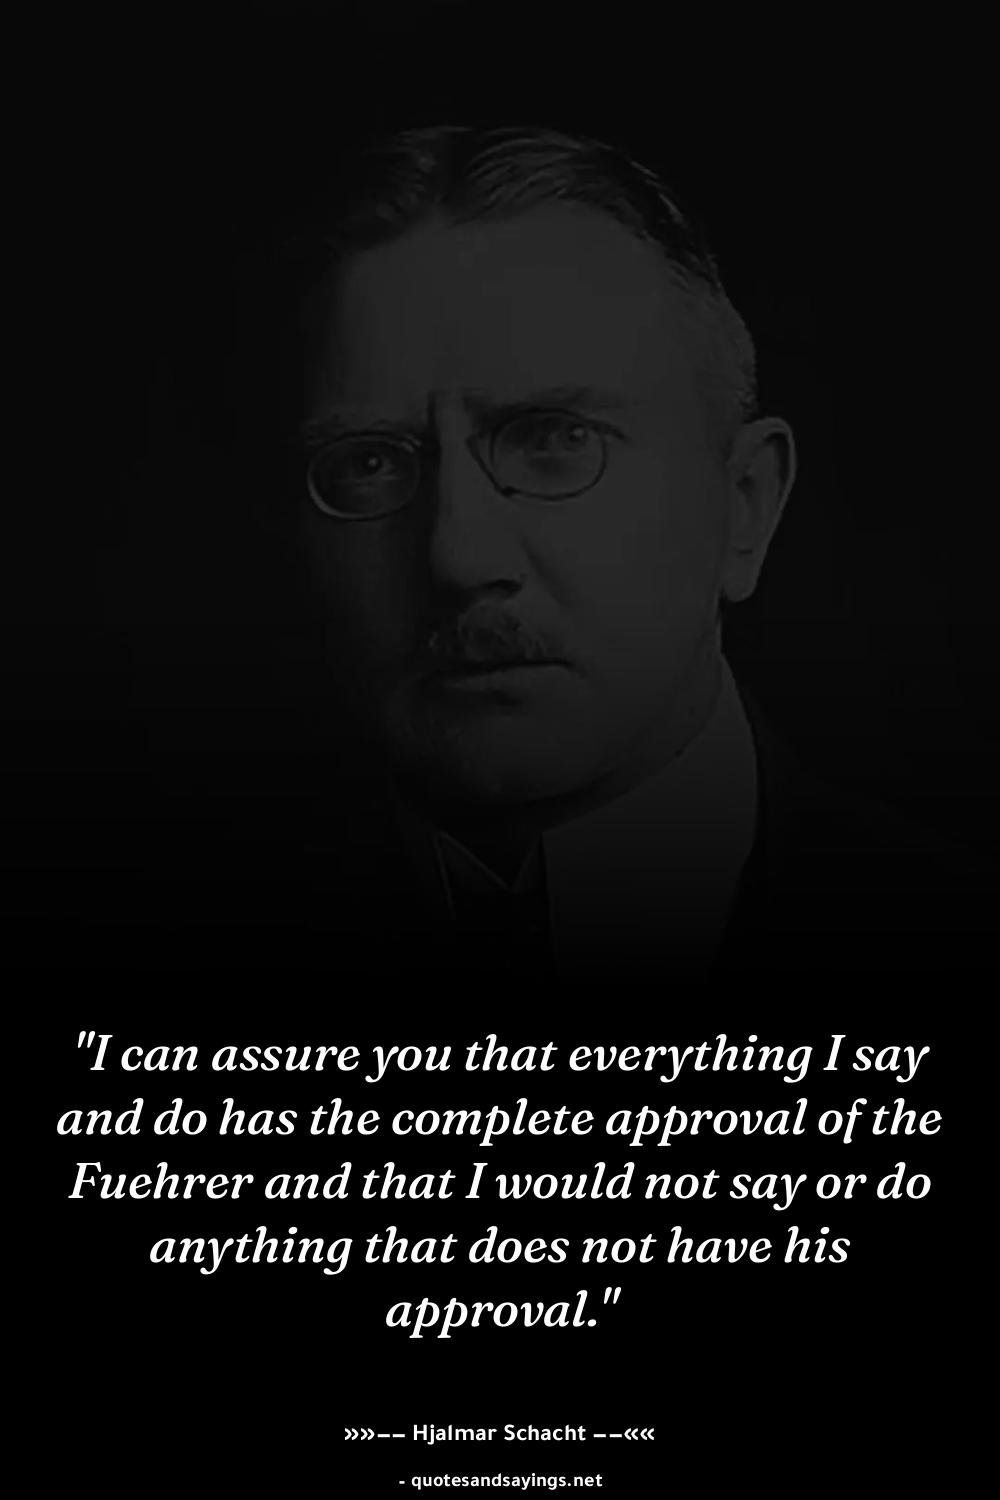 "I can assure you that everything I say
and do has the complete approval of the
Fuehrer and that I would not say or do
anything that does not have his
approval."
»»−− Hjalmar Schacht −−««
- quotesandsayings.net